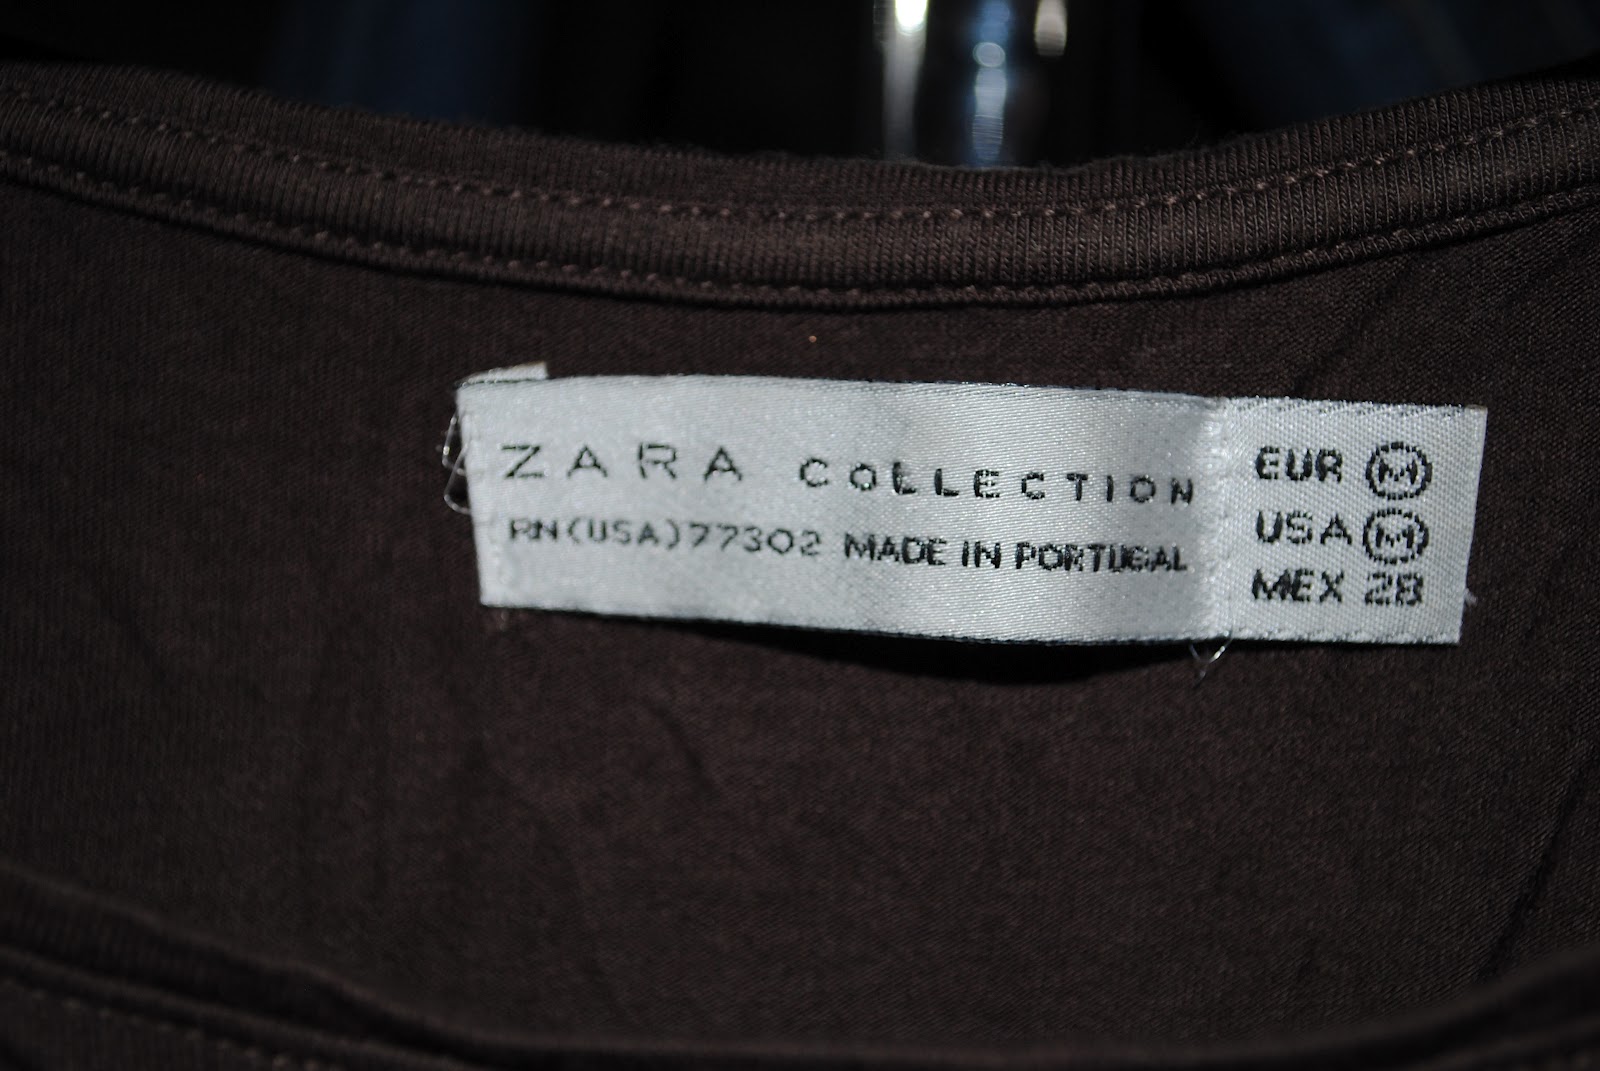 ZARA COLLECTION
RN(USA)77302 MADE IN PORTUGAL
EUR M
USA M
MEX 28